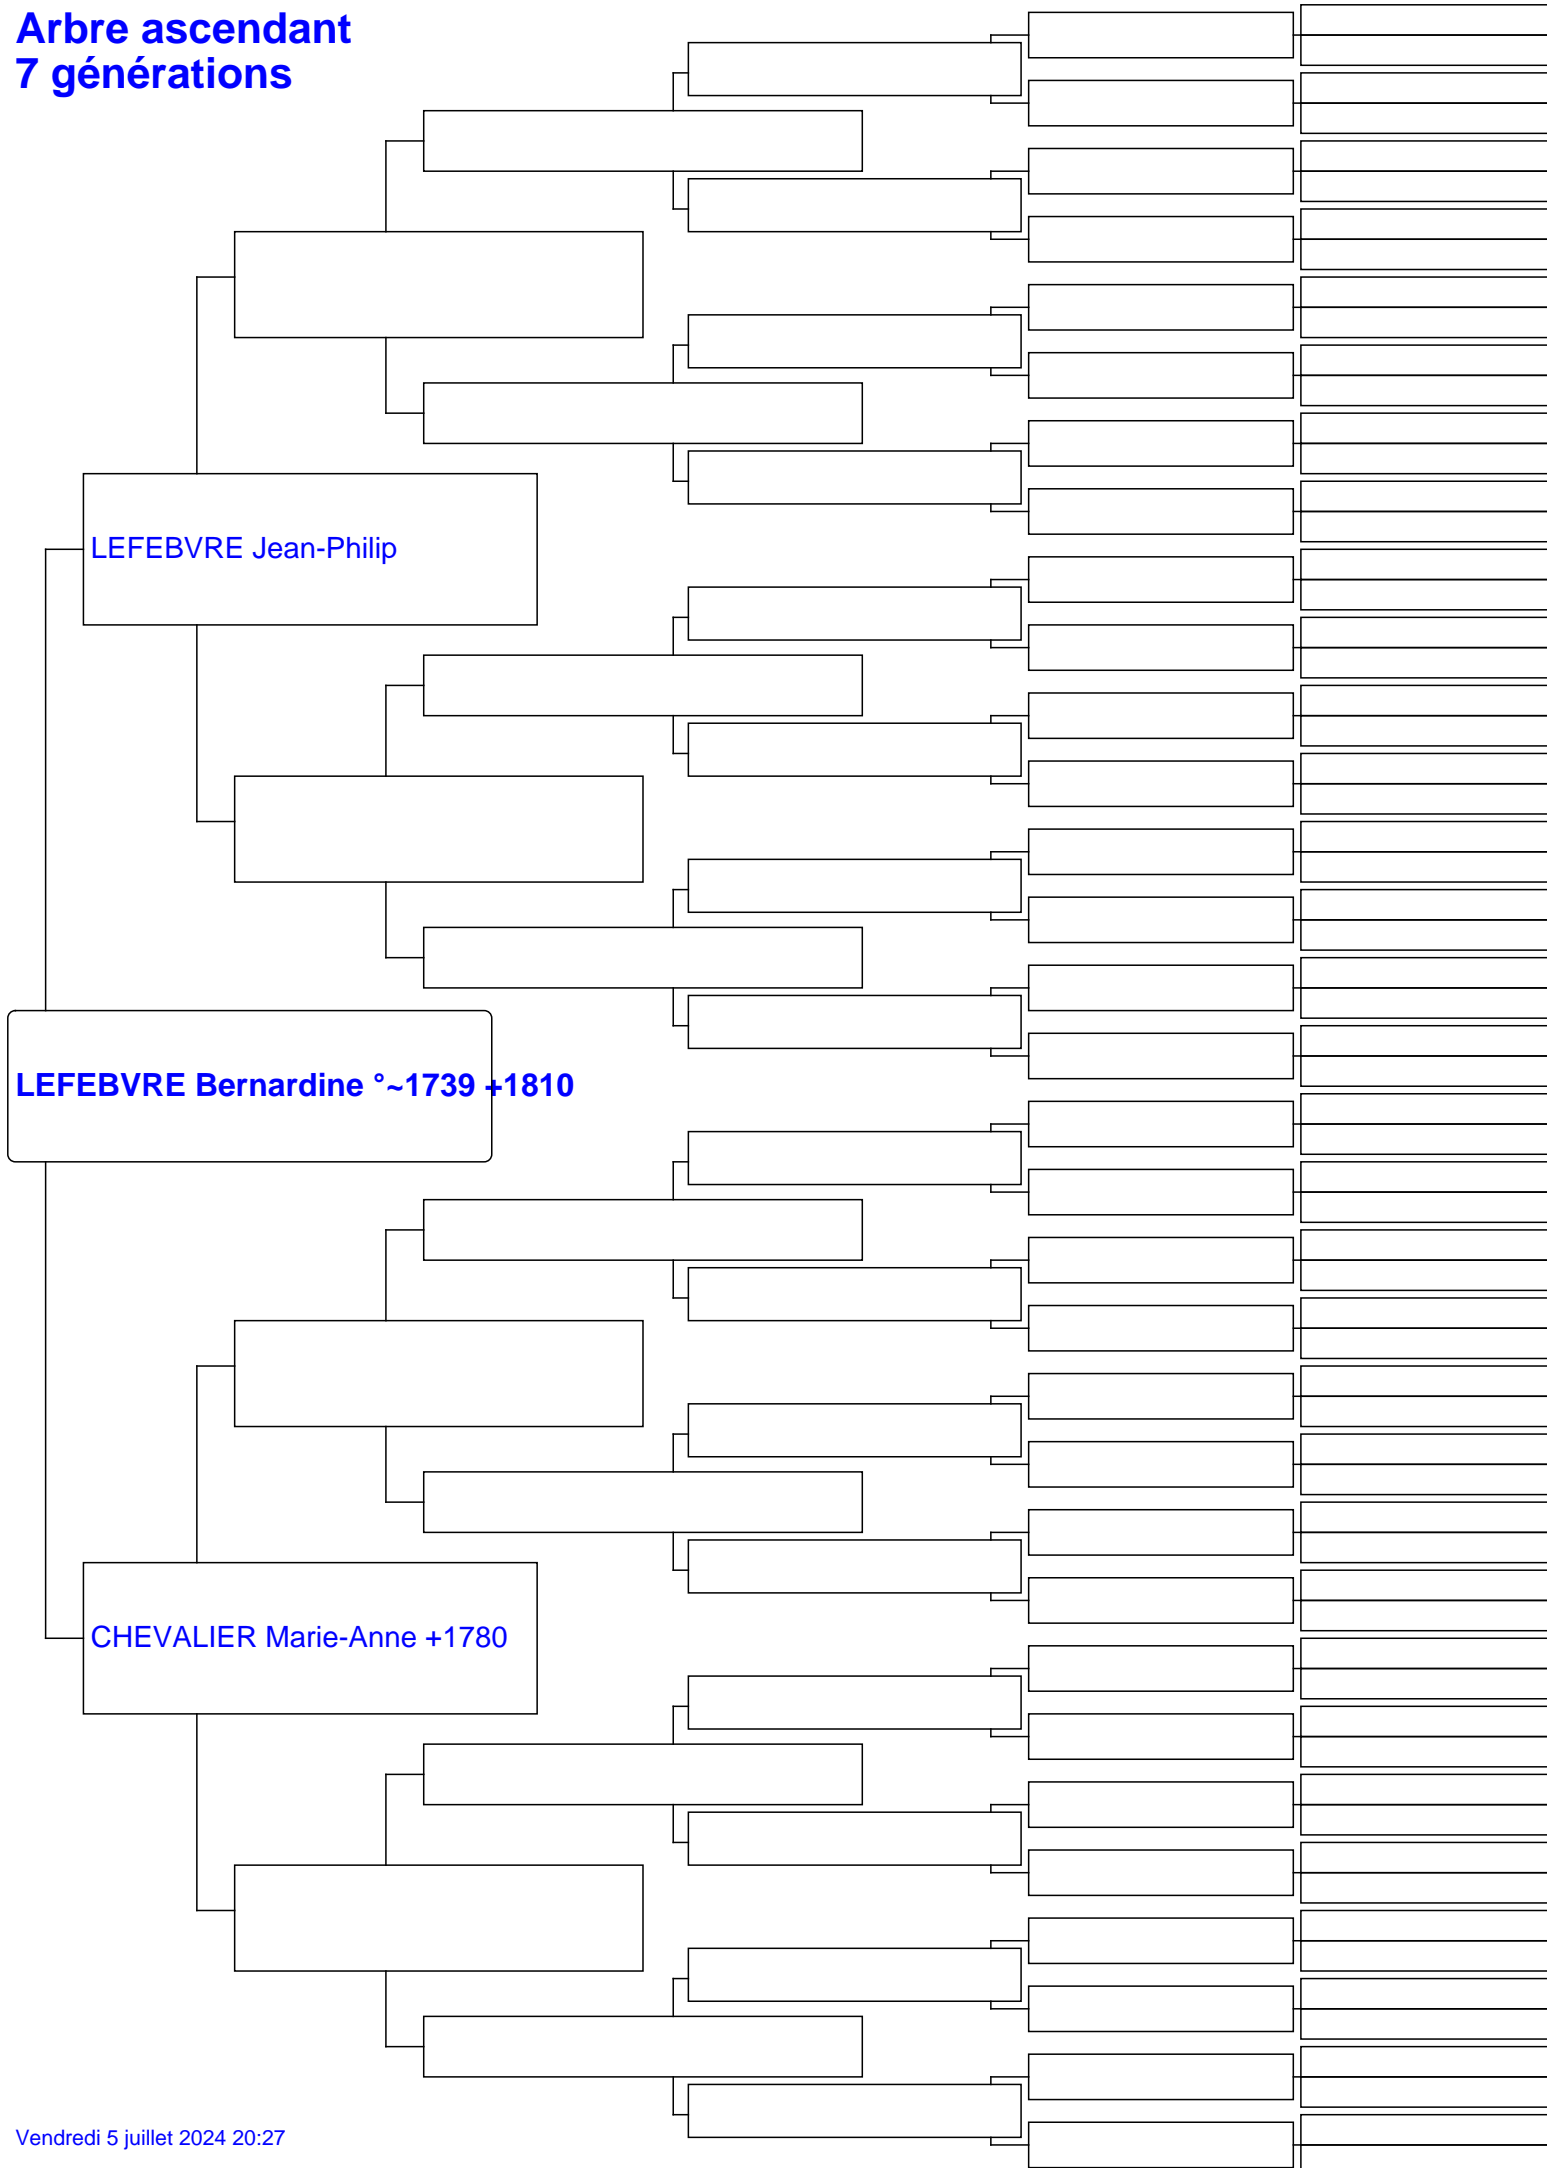 Arbre ascendant
7 générations
LEFEBVRE Jean-Philip
LEFEBVRE Bernardine °~1739 +1810
CHEVALIER Marie-Anne +1780
Vendredi 5 juillet 2024 20:27